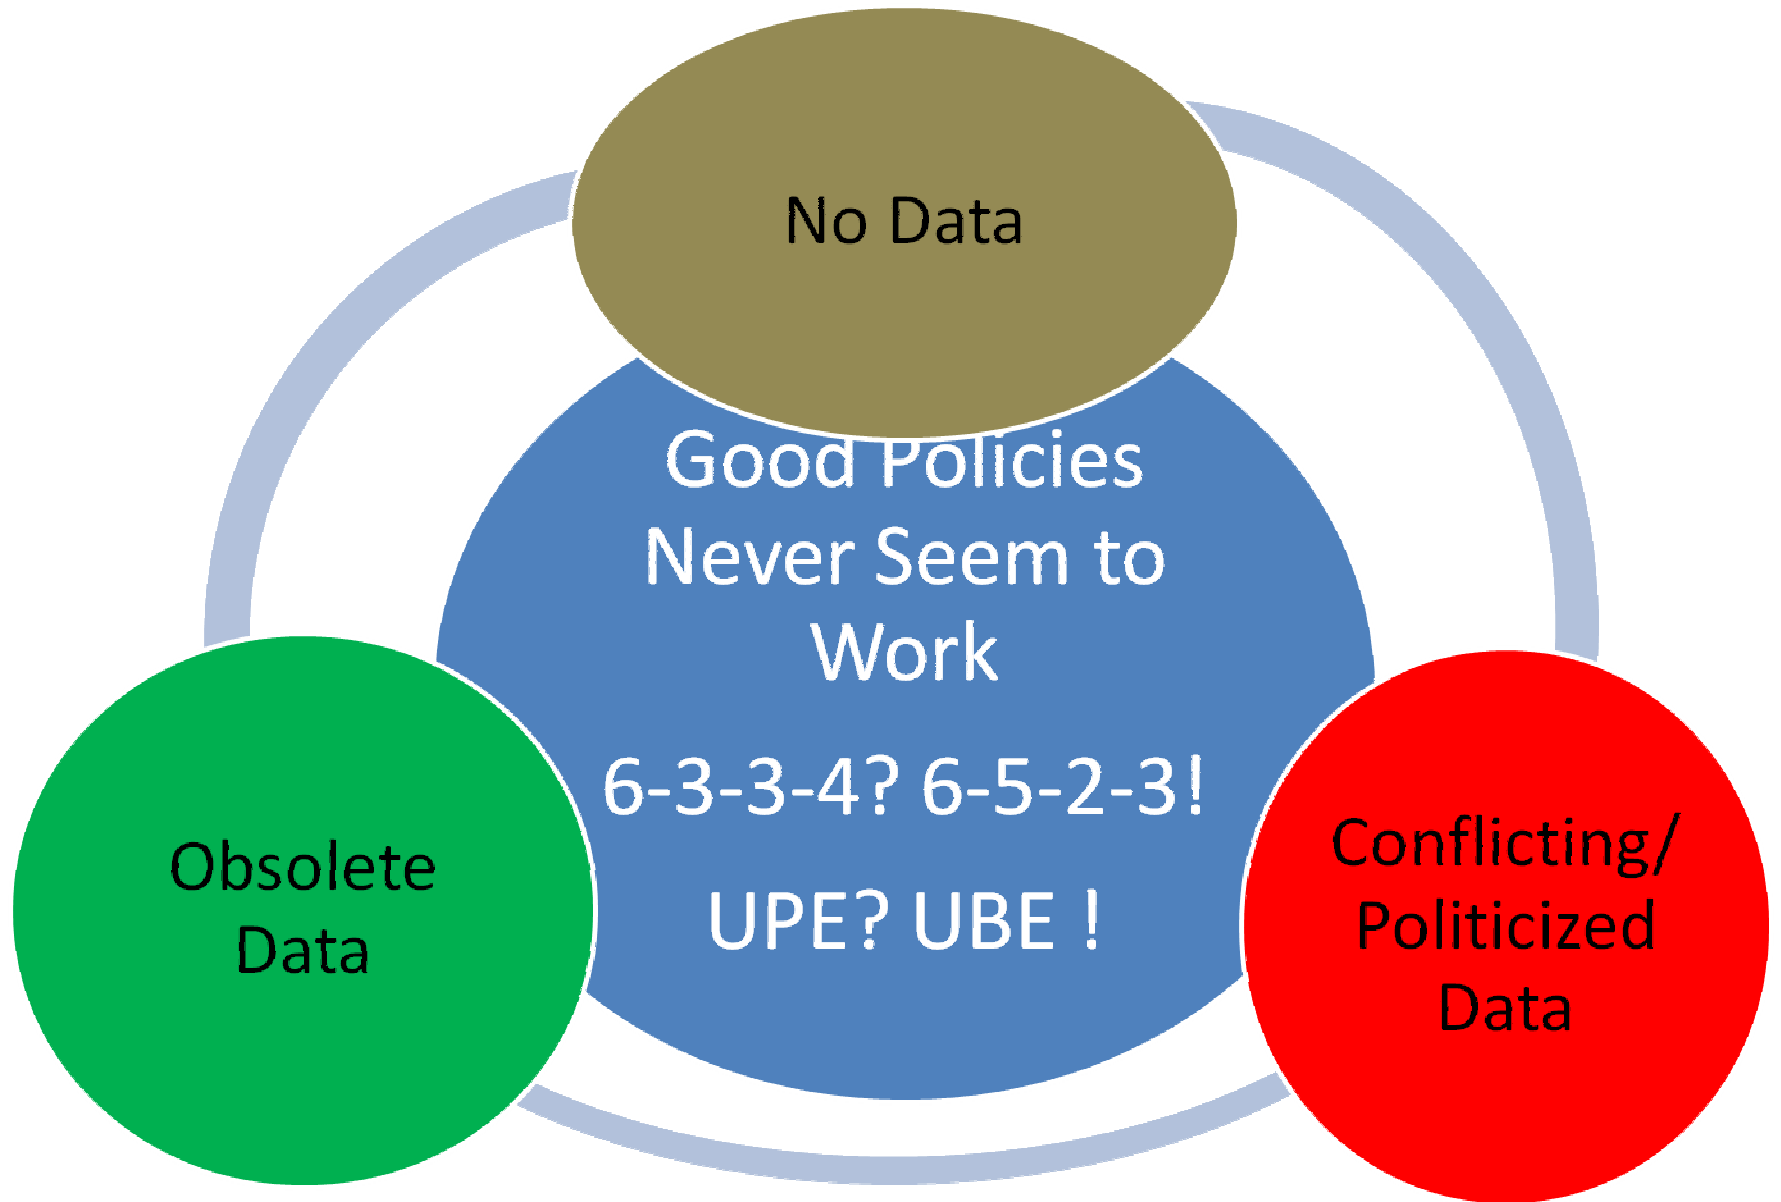 No Data
Good Policies
Never Seem to
Work
6-3-3-4? 6-5-2-3!
UPE? UBE !
Obsolete
Data
Conflicting/
Politicized
Data